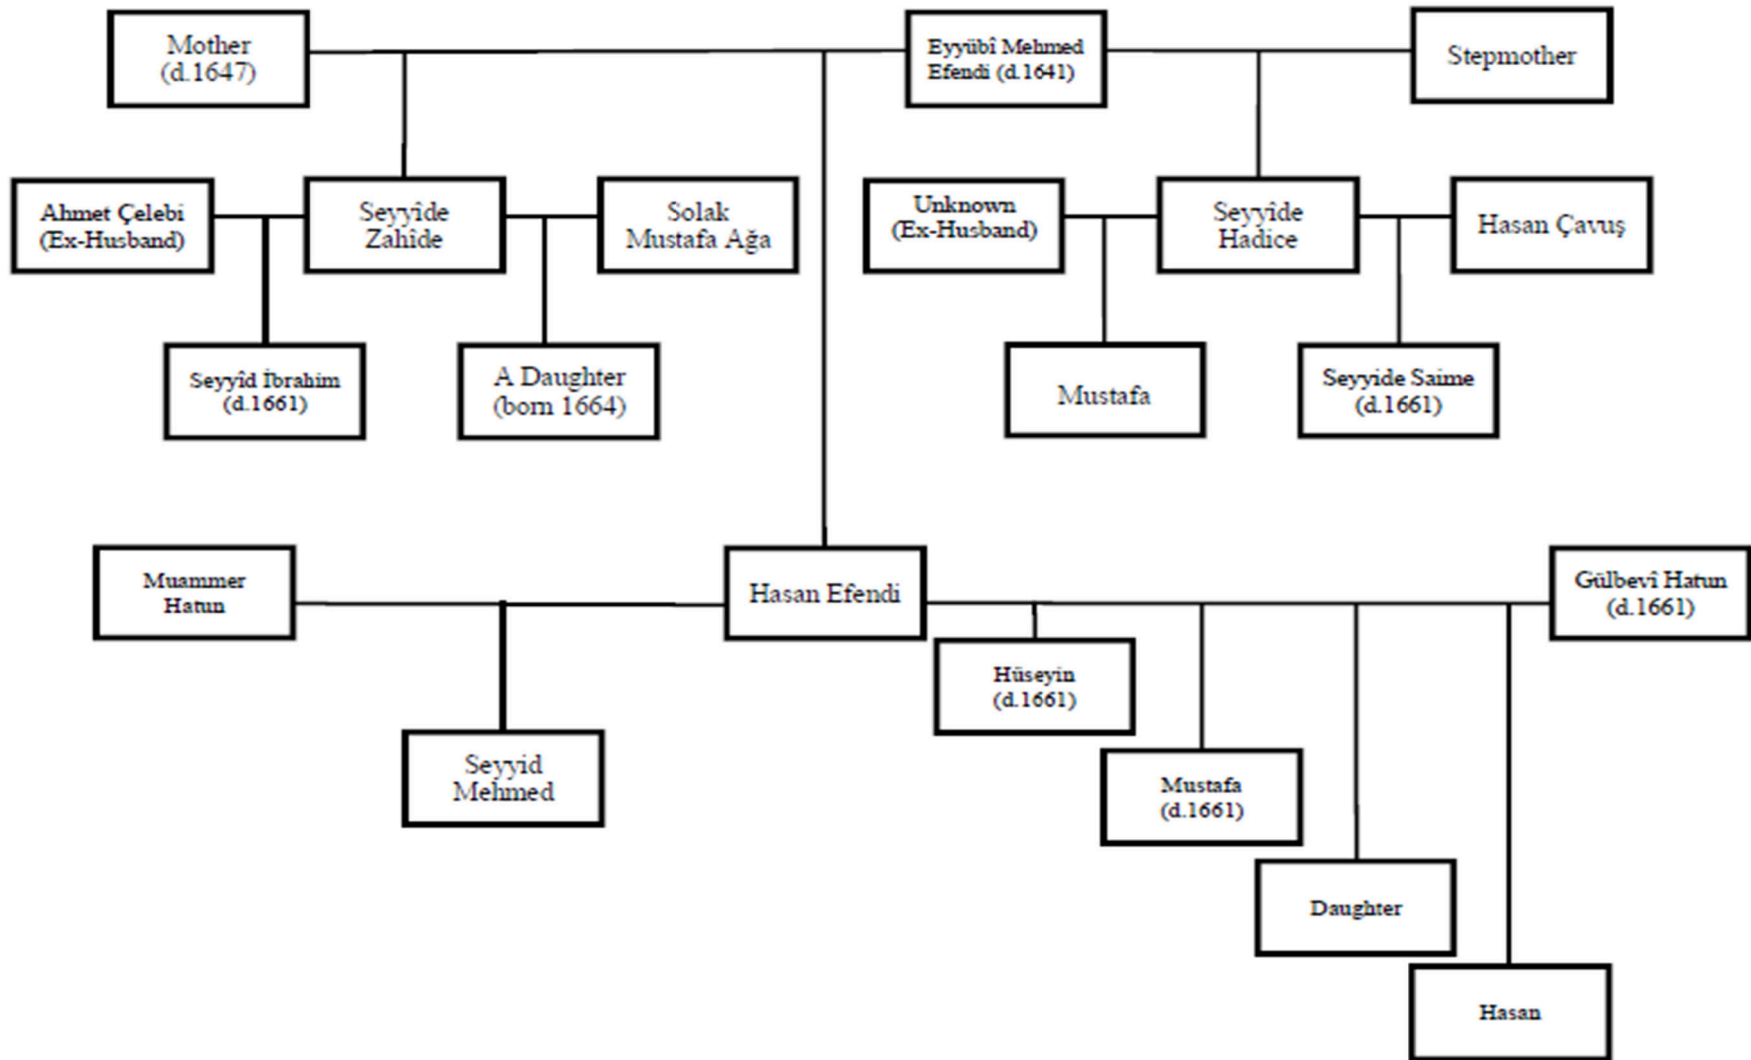 Mother
(d.1647)
Eyyübî Mehmed
Efendi (d.1641)
Stepmother
Ahmet Çelebi
(Ex-Husband)
Seyyîde
Zahîde
Solak
Mustafa Ağa
Unknown
(Ex-Husband)
Seyyîde
Hadice
Hasan Çavuş
Seyyîd İbrahim
(d.1661)
A Daughter
(born 1664)
Mustafa
Seyyide Saime
(d.1661)
Muammer
Hatun
Hasan Efendi
Gülbevî Hatun
(d.1661)
Hüseyin
(d.1661)
Seyyid
Mehmed
Mustafa
(d.1661)
Daughter
Hasan